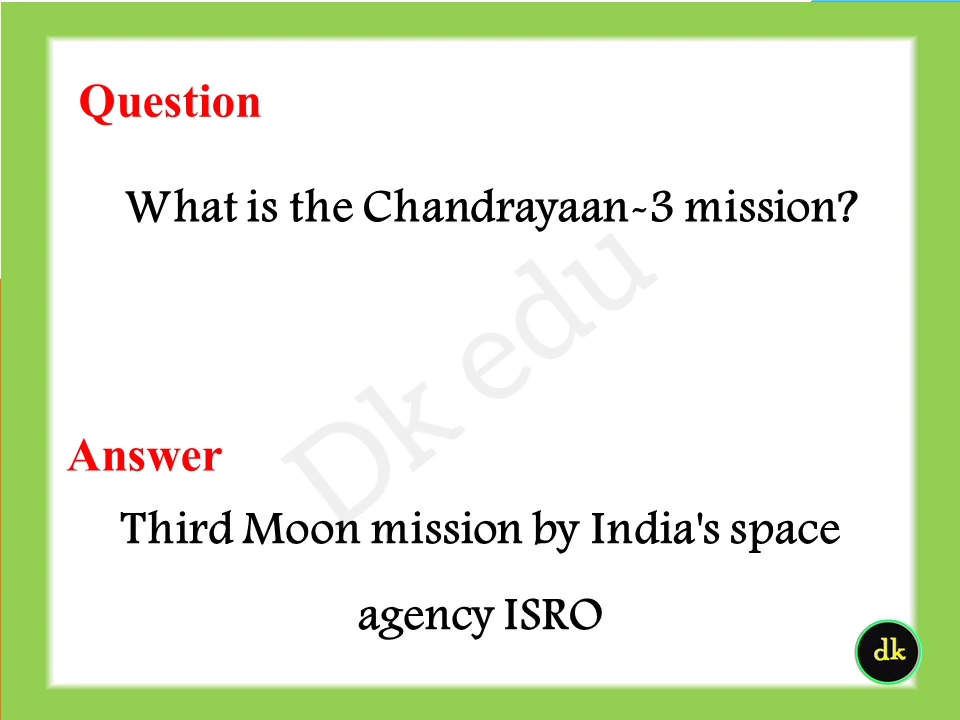 Question
What is the Chandrayaan-3 mission?
Dk edu
Answer
Third Moon mission by India's space
agency ISRO
dk